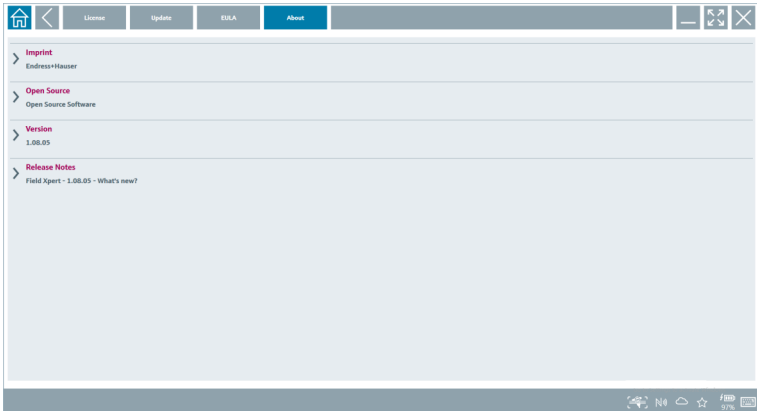 License Update EULA About
Imprint
Endress+Hauser
Open Source
Open Source Software
Version
1.08.05
Release Notes
Field Xpert - 1.08.05 - What's new?
97%